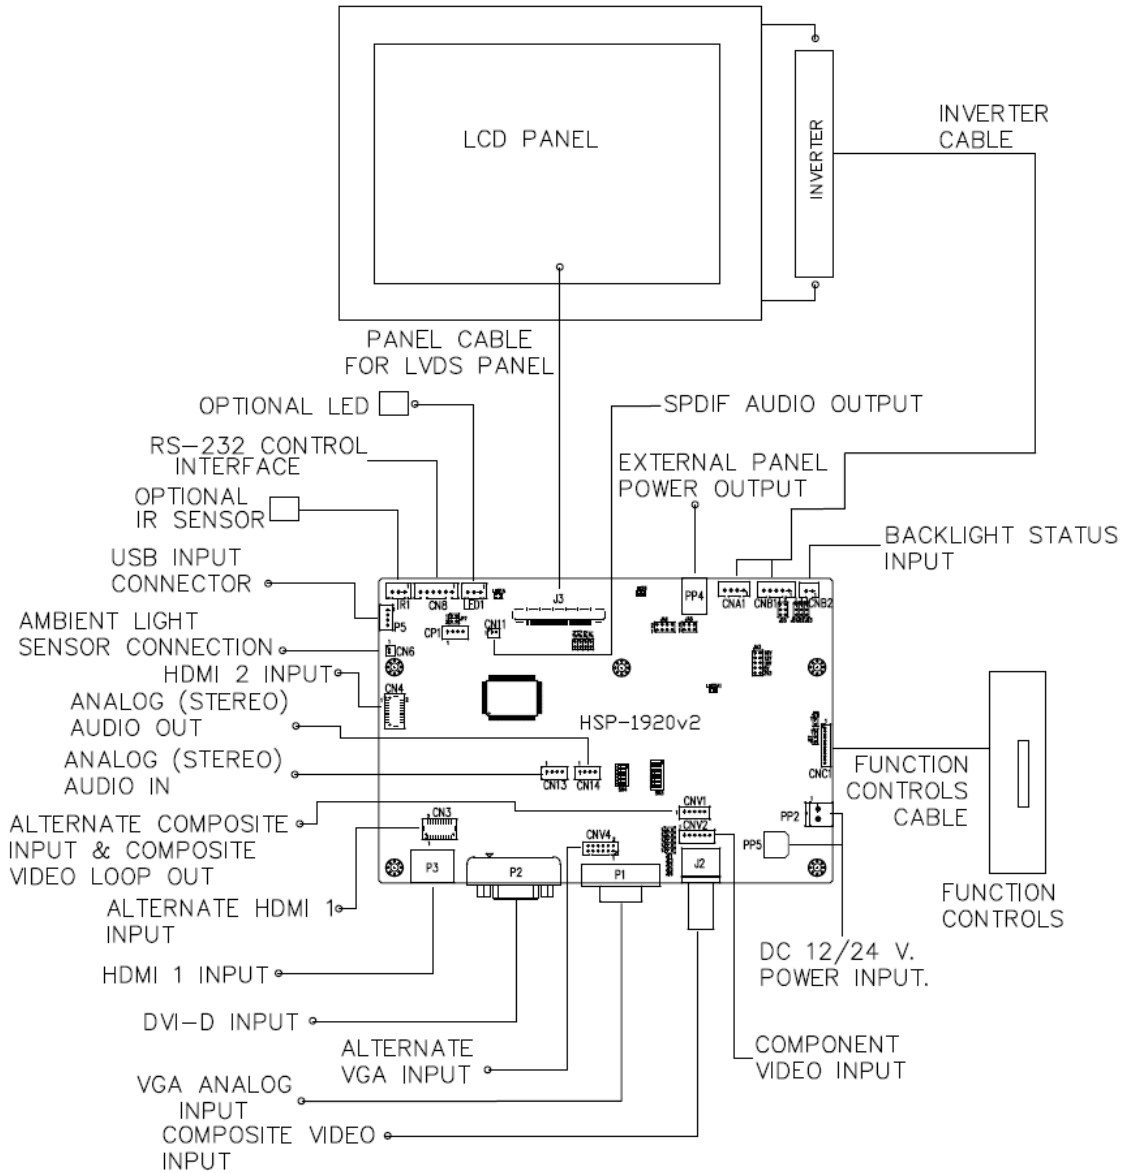 LCD PANEL
INVERTER
INVERTER
CABLE
PANEL CABLE
FOR LVDS PANEL
OPTIONAL LED
SPDIF AUDIO OUTPUT
RS-232 CONTROL
INTERFACE
EXTERNAL PANEL
POWER OUTPUT
OPTIONAL
IR SENSOR
BACKLIGHT STATUS
INPUT
USB INPUT
CONNECTOR
AMBIENT LIGHT
SENSOR CONNECTION
HDMI 2 INPUT
ANALOG (STEREO)
AUDIO OUT
ANALOG (STEREO)
AUDIO IN
ALTERNATE COMPOSITE
INPUT & COMPOSITE
VIDEO LOOP OUT
ALTERNATE HDMI 1
INPUT
HDMI 1 INPUT
DVI-D INPUT
ALTERNATE
VGA INPUT
VGA ANALOG
INPUT
COMPOSITE VIDEO
INPUT
IR1
CN8
LED1
J3
PP4
CNA1
CNB1
CNB2
P5
CP1
CN11
CN6
CN4
HSP-1920v2
CNC1
CN13
CN14
CN3
CNV1
CNV2
CNV4
PP2
PP5
P3
P2
P1
J2
FUNCTION
CONTROLS
CABLE
FUNCTION
CONTROLS
DC 12/24 V.
POWER INPUT.
COMPONENT
VIDEO INPUT